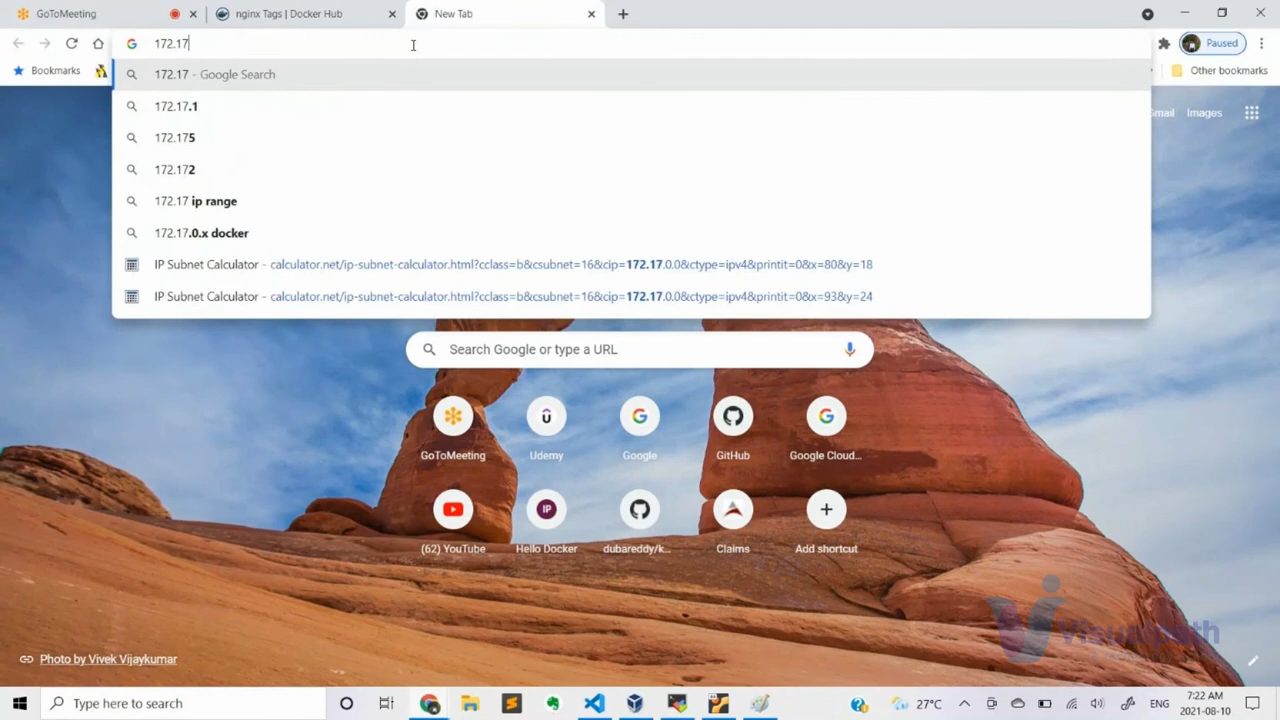 GoToMeeting
nginx Tags | Docker Hub
New Tab
172.17
Paused
Bookmarks
Other bookmarks
172.17 - Google Search
172.17.1
172.175
172.172
172.17 ip range
172.17.0.x docker
IP Subnet Calculator - calculator.net/ip-subnet-calculator.html?cclass=b&csubnet=16&cip=172.17.0.0&ctype=ipv4&printit=0&x=80&y=18
IP Subnet Calculator - calculator.net/ip-subnet-calculator.html?cclass=b&csubnet=16&cip=172.17.0.0&ctype=ipv4&printit=0&x=93&y=24
Gmail Images
Search Google or type a URL
GoToMeeting Udemy Google GitHub Google Cloud...
IP
(62) YouTube Hello Docker dubareddy/k... Claims Add shortcut
Visualpath
Photo by Vivek Vijaykumar
Type here to search
27°C
ENG
7:22 AM
2021-08-10